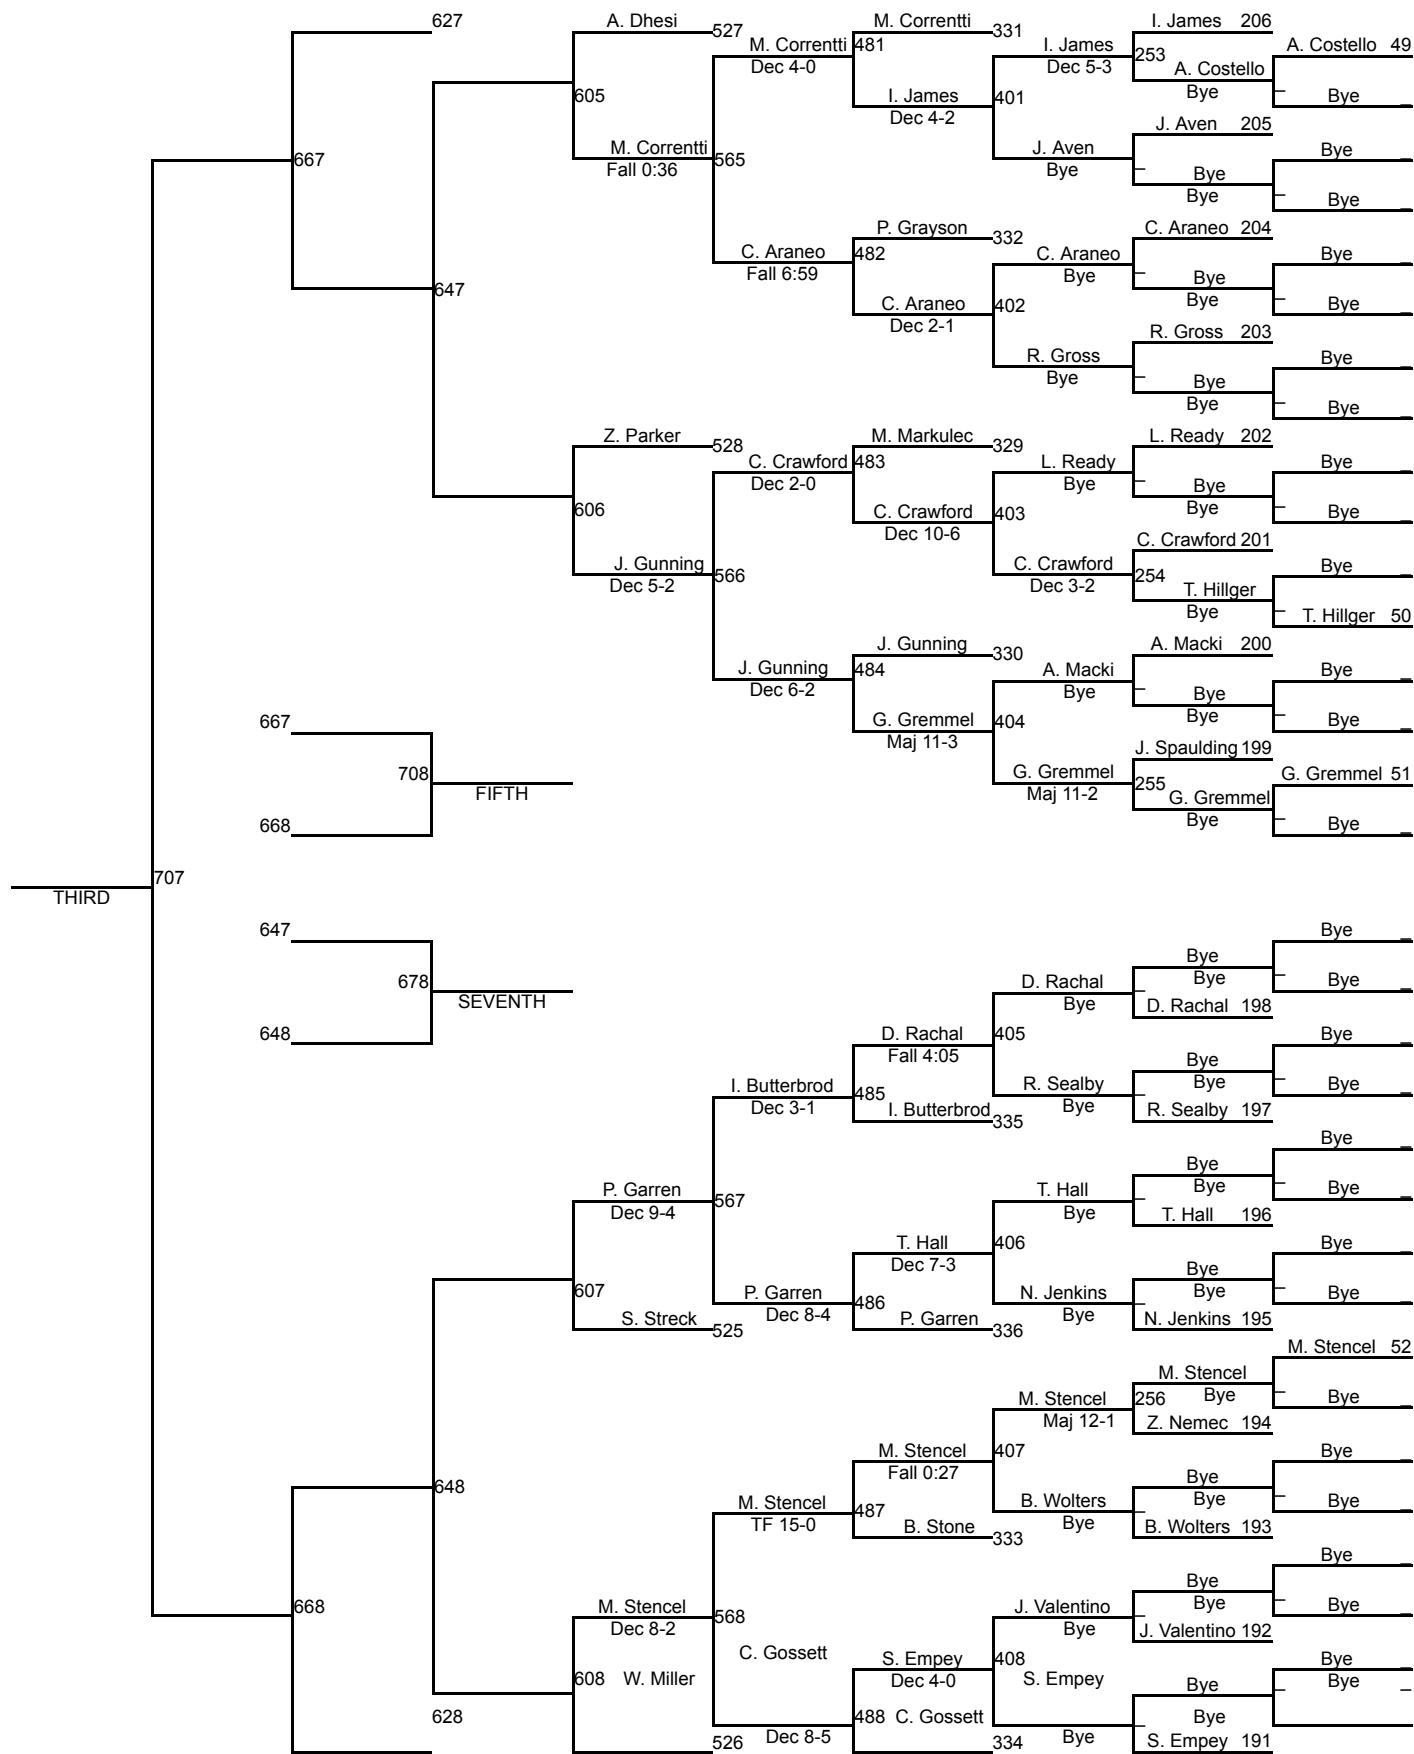 627
A. Dhesi
527
M. Correntti
331
I. James 206
M. Correntti
481
I. James
253
A. Costello 49
Dec 4-0
Dec 5-3
A. Costello
605
I. James
401
Bye
_
Bye
_
Dec 4-2
J. Aven 205
M. Correntti
565
J. Aven
Bye
_
667
Fall 0:36
Bye
_
Bye
Bye
_
Bye
_
P. Grayson
332
C. Araneo 204
C. Araneo
482
C. Araneo
Bye
_
Fall 6:59
Bye
_
Bye
647
C. Araneo
402
Bye
_
Bye
_
Dec 2-1
R. Gross 203
R. Gross
Bye
_
Bye
_
Bye
Bye
_
Bye
_
Z. Parker
528
M. Markulec
329
L. Ready 202
C. Crawford
483
L. Ready
Bye
_
Dec 2-0
Bye
_
Bye
606
C. Crawford
403
Bye
_
Bye
_
Dec 10-6
C. Crawford 201
J. Gunning
566
C. Crawford
254
Bye
_
Dec 5-2
Dec 3-2
T. Hillger
Bye
_
T. Hillger 50
J. Gunning
330
A. Macki 200
J. Gunning
484
A. Macki
Bye
_
Dec 6-2
Bye
_
Bye
667
G. Gremmel
404
Bye
_
Bye
_
Maj 11-3
J. Spaulding 199
708
G. Gremmel
255
G. Gremmel 51
FIFTH
Maj 11-2
G. Gremmel
668
Bye
_
Bye
_
707
THIRD
647
Bye
_
Bye
678
D. Rachal
Bye
_
Bye
_
SEVENTH
Bye
_
D. Rachal 198
648
D. Rachal
405
Bye
_
Fall 4:05
Bye
I. Butterbrod
485
R. Sealby
Bye
_
Bye
_
Dec 3-1
I. Butterbrod
335
Bye
_
R. Sealby 197
Bye
_
Bye
P. Garren
567
T. Hall
Bye
_
Bye
_
Dec 9-4
Bye
_
T. Hall 196
T. Hall
406
Bye
_
Dec 7-3
Bye
607
P. Garren
486
N. Jenkins
Bye
_
Bye
_
S. Streck
525
Dec 8-4
P. Garren
336
Bye
_
N. Jenkins 195
M. Stencel 52
M. Stencel
M. Stencel
256
Bye
_
Bye
_
Maj 12-1
Z. Nemec 194
M. Stencel
407
Bye
_
Fall 0:27
Bye
648
M. Stencel
487
B. Wolters
Bye
_
Bye
_
TF 15-0
B. Stone
333
Bye
_
B. Wolters 193
Bye
_
Bye
668
M. Stencel
568
J. Valentino
Bye
_
Bye
_
Dec 8-2
Bye
_
J. Valentino 192
C. Gossett
S. Empey
408
Bye
_
608
W. Miller
Dec 4-0
S. Empey
Bye
_
Bye
_
628
488
C. Gossett
Bye
526
Dec 8-5
334
Bye
_
S. Empey 191